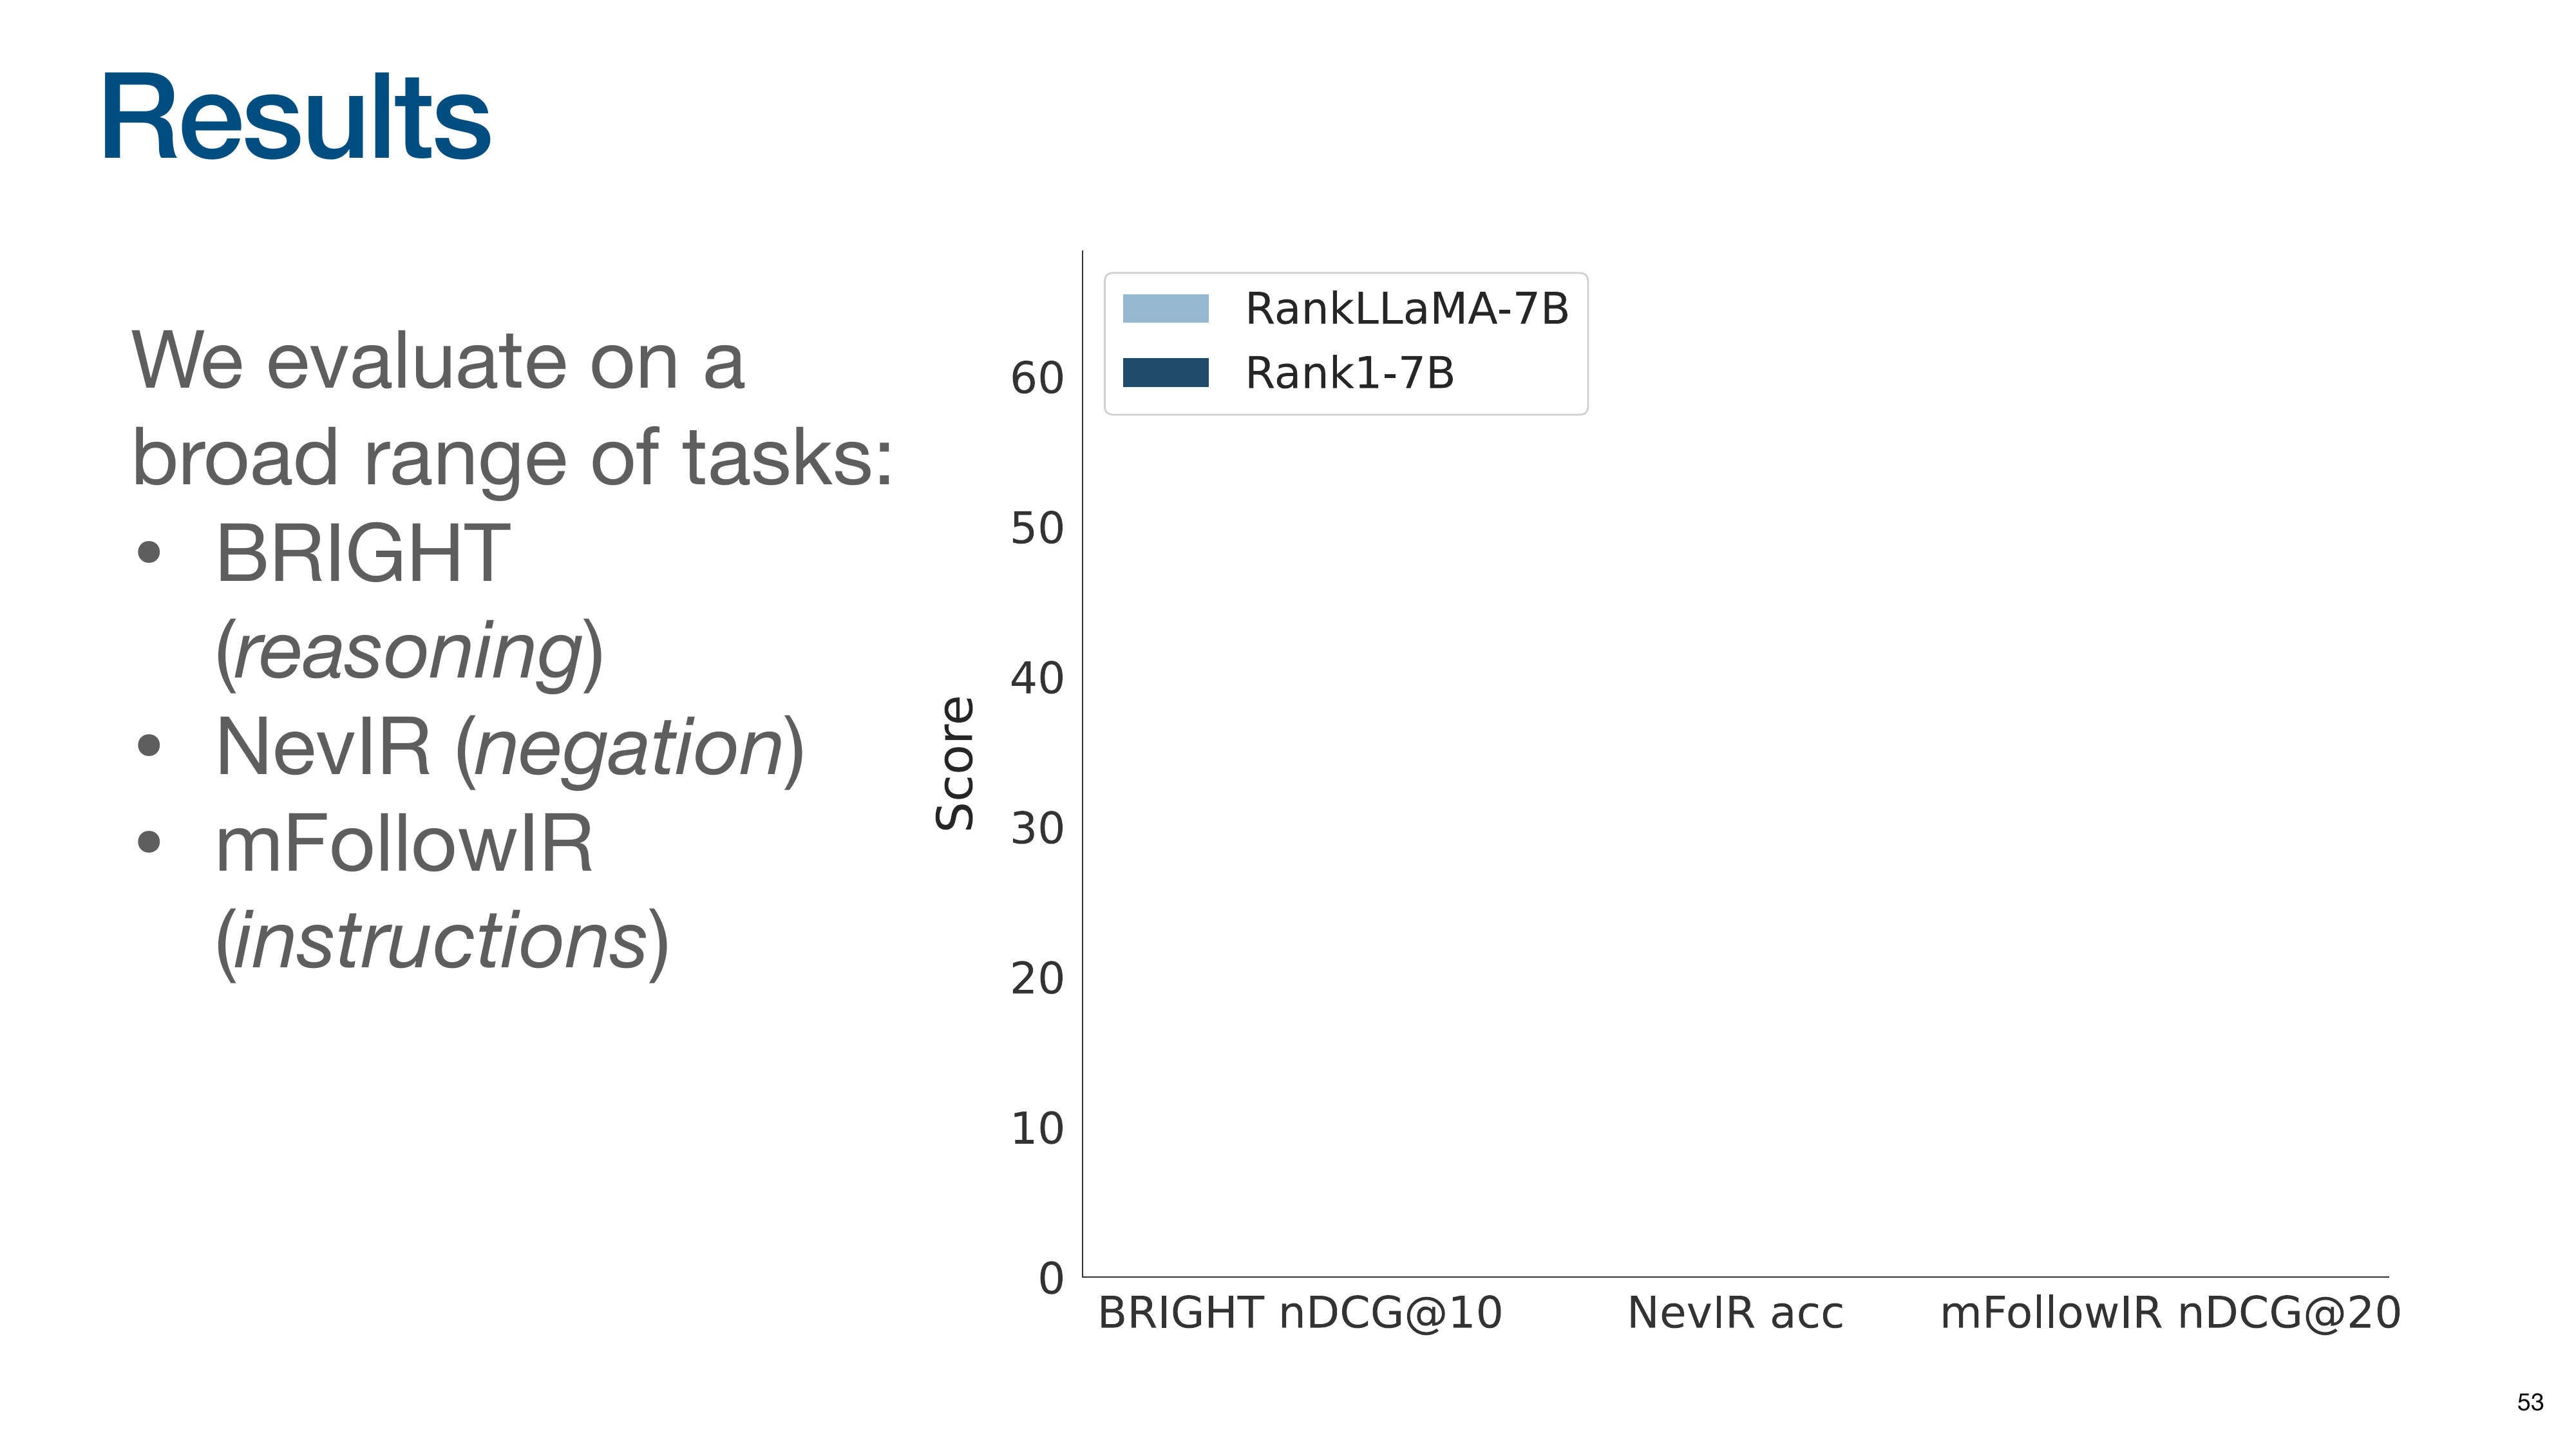 Results
We evaluate on a
broad range of tasks:
• BRIGHT
(reasoning)
• NevIR (negation)
• mFollowIR
(instructions)
RankLLaMA-7B
Rank1-7B
Score
60
50
40
30
20
10
0
BRIGHT nDCG@10
NevIR acc
mFollowIR nDCG@20
53